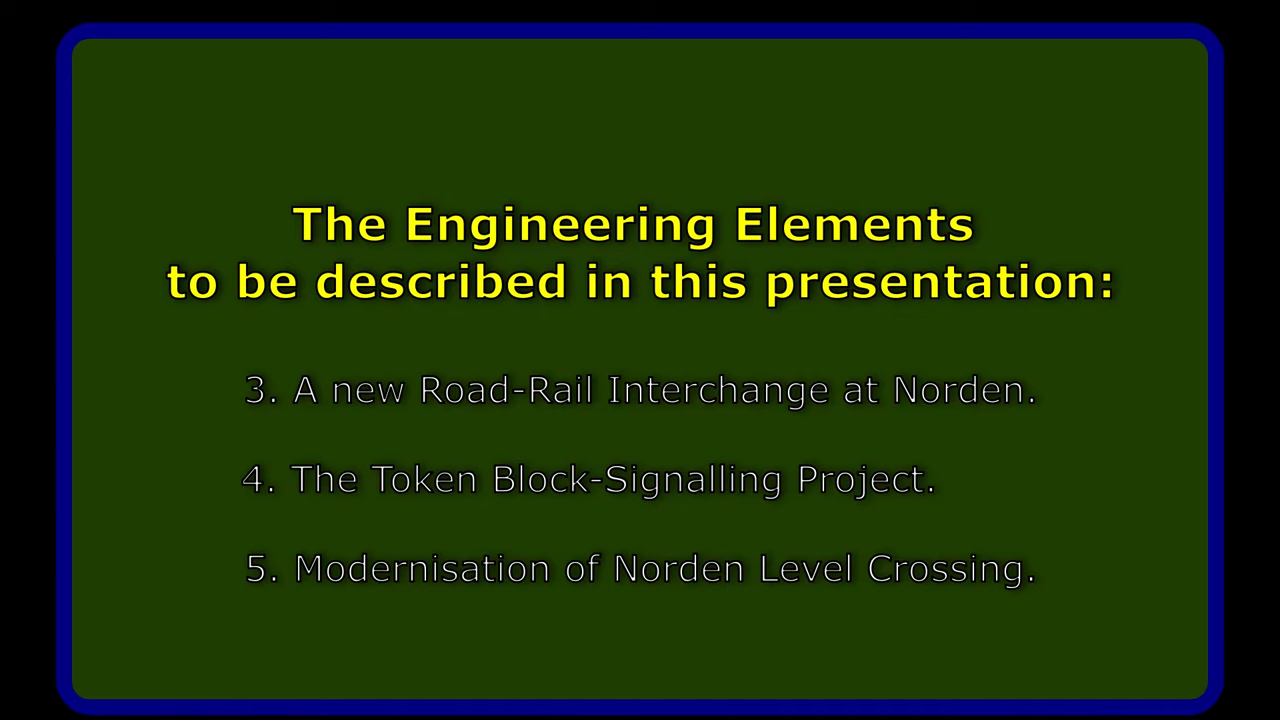 The Engineering Elements
to be described in this presentation:
3. A new Road-Rail Interchange at Norden.
4. The Token Block-Signalling Project.
5. Modernisation of Norden Level Crossing.